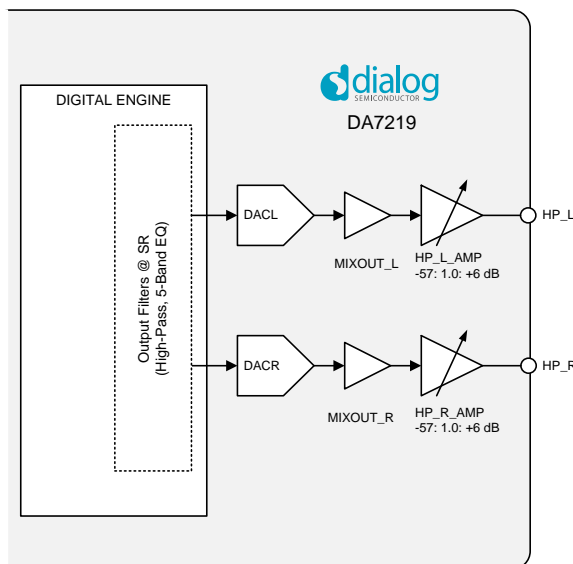 DIGITAL ENGINE
dialog
SEMICONDUCTOR
DA7219
Output Filters @ SR
(High-Pass, 5-Band EQ)
DACL
HP_L
MIXOUT_L
HP_L_AMP
-57: 1.0: +6 dB
DACR
HP_R
MIXOUT_R
HP_R_AMP
-57: 1.0: +6 dB